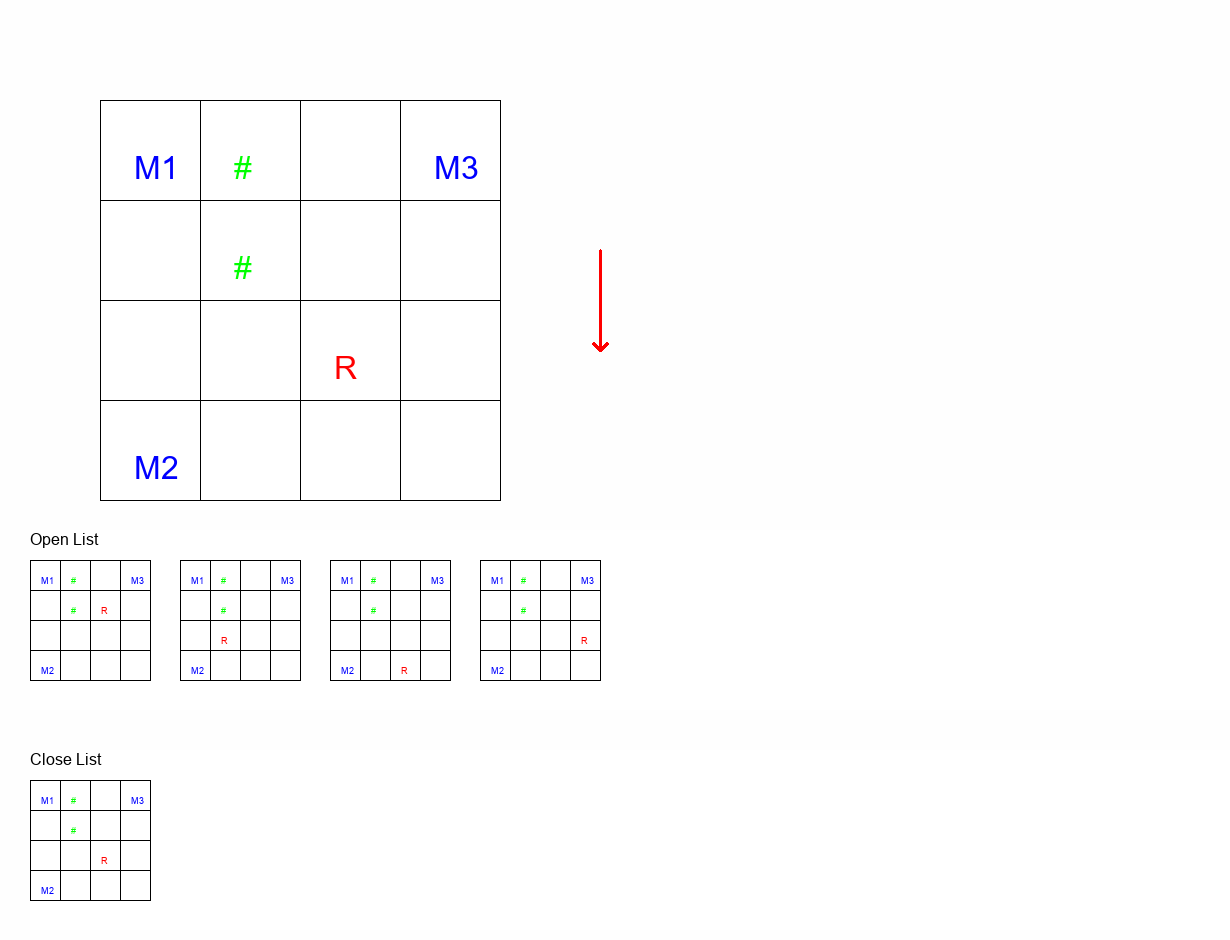 M1 # M3
#
R
M2
Open List
M1 # M3 M1 # M3 M1 # M3 M1 # M3
# R # # #
R R
M2 M2 M2 R M2
Close List
M1 # M3
#
R
M2